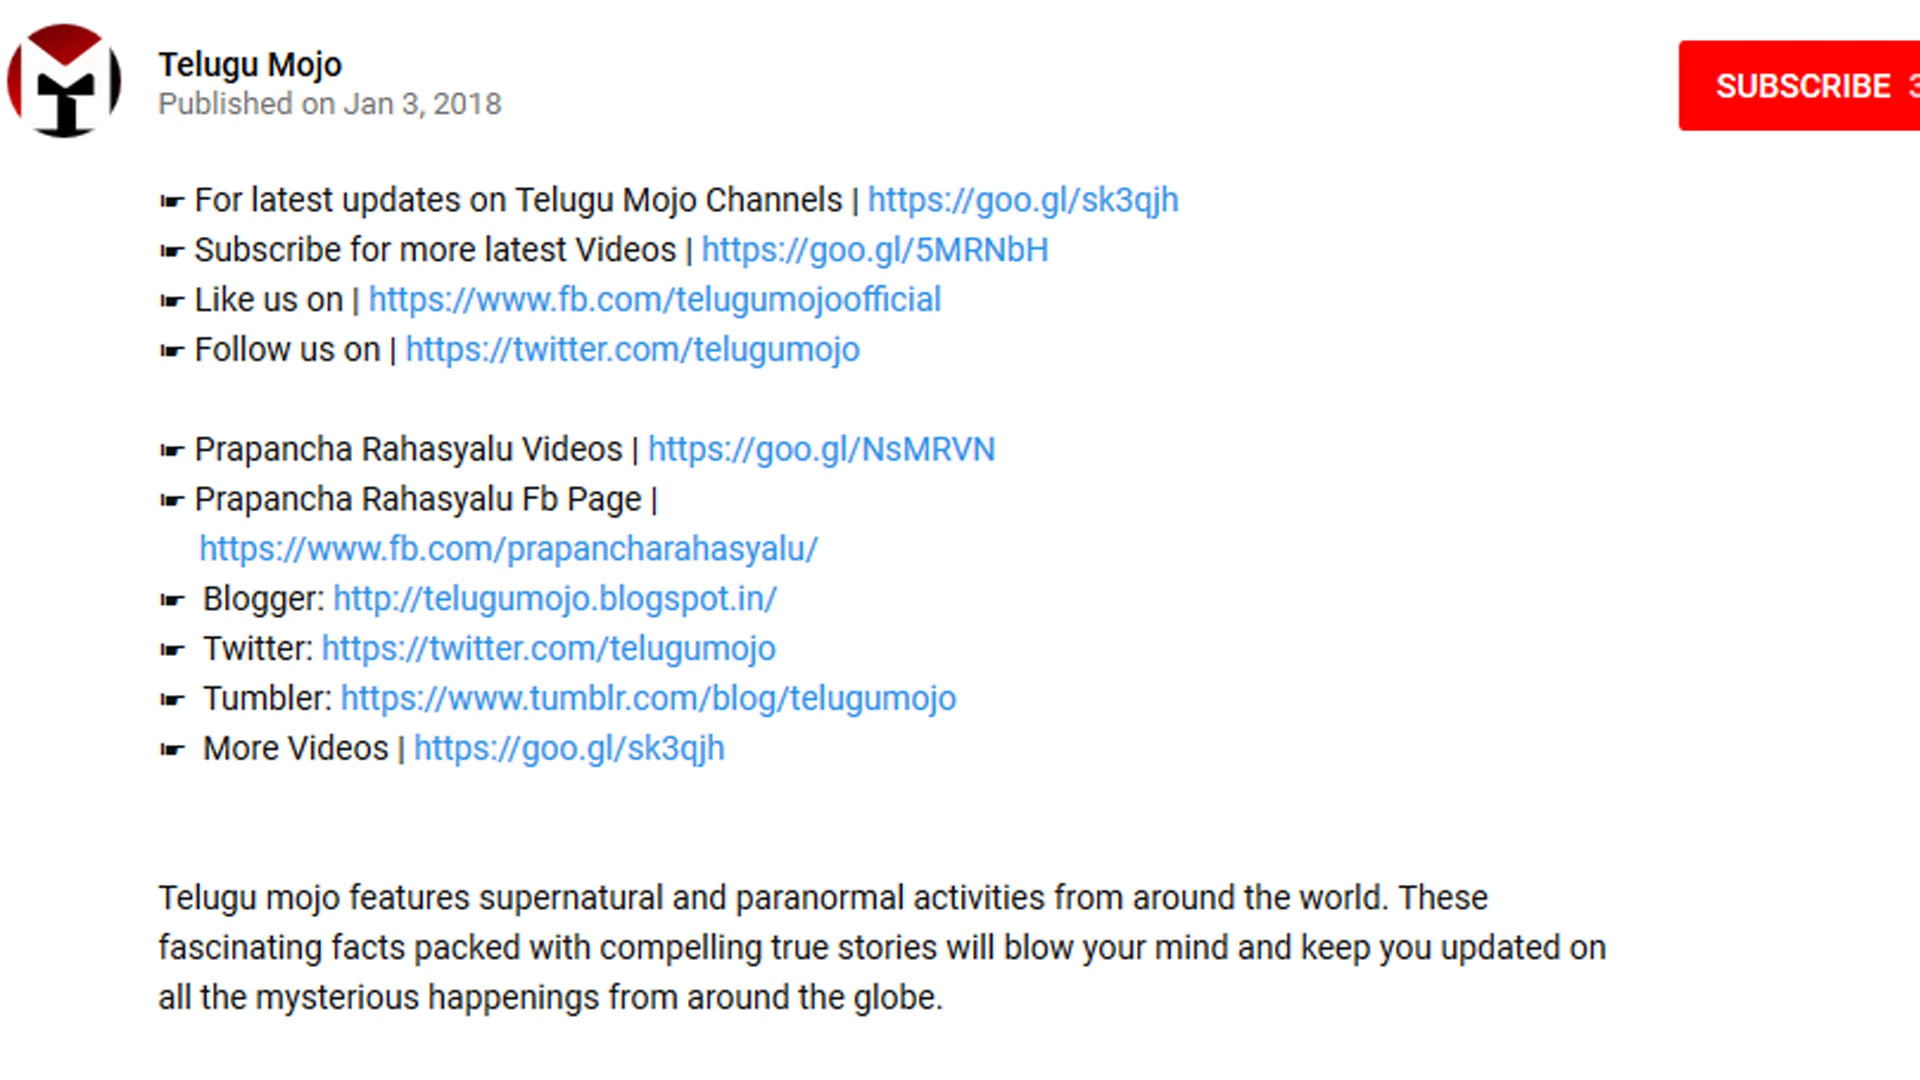 Telugu Mojo
Published on Jan 3, 2018
SUBSCRIBE 3
☛ For latest updates on Telugu Mojo Channels | https://goo.gl/sk3qjh
☛ Subscribe for more latest Videos | https://goo.gl/5MRNbH
☛ Like us on | https://www.fb.com/telugumojoofficial
☛ Follow us on | https://twitter.com/telugumojo
☛ Prapancha Rahasyalu Videos | https://goo.gl/NsMRVN
☛ Prapancha Rahasyalu Fb Page |
https://www.fb.com/prapancharahasyalu/
☛ Blogger: http://telugumojo.blogspot.in/
☛ Twitter: https://twitter.com/telugumojo
☛ Tumbler: https://www.tumblr.com/blog/telugumojo
☛ More Videos | https://goo.gl/sk3qjh
Telugu mojo features supernatural and paranormal activities from around the world. These
fascinating facts packed with compelling true stories will blow your mind and keep you updated on
all the mysterious happenings from around the globe.